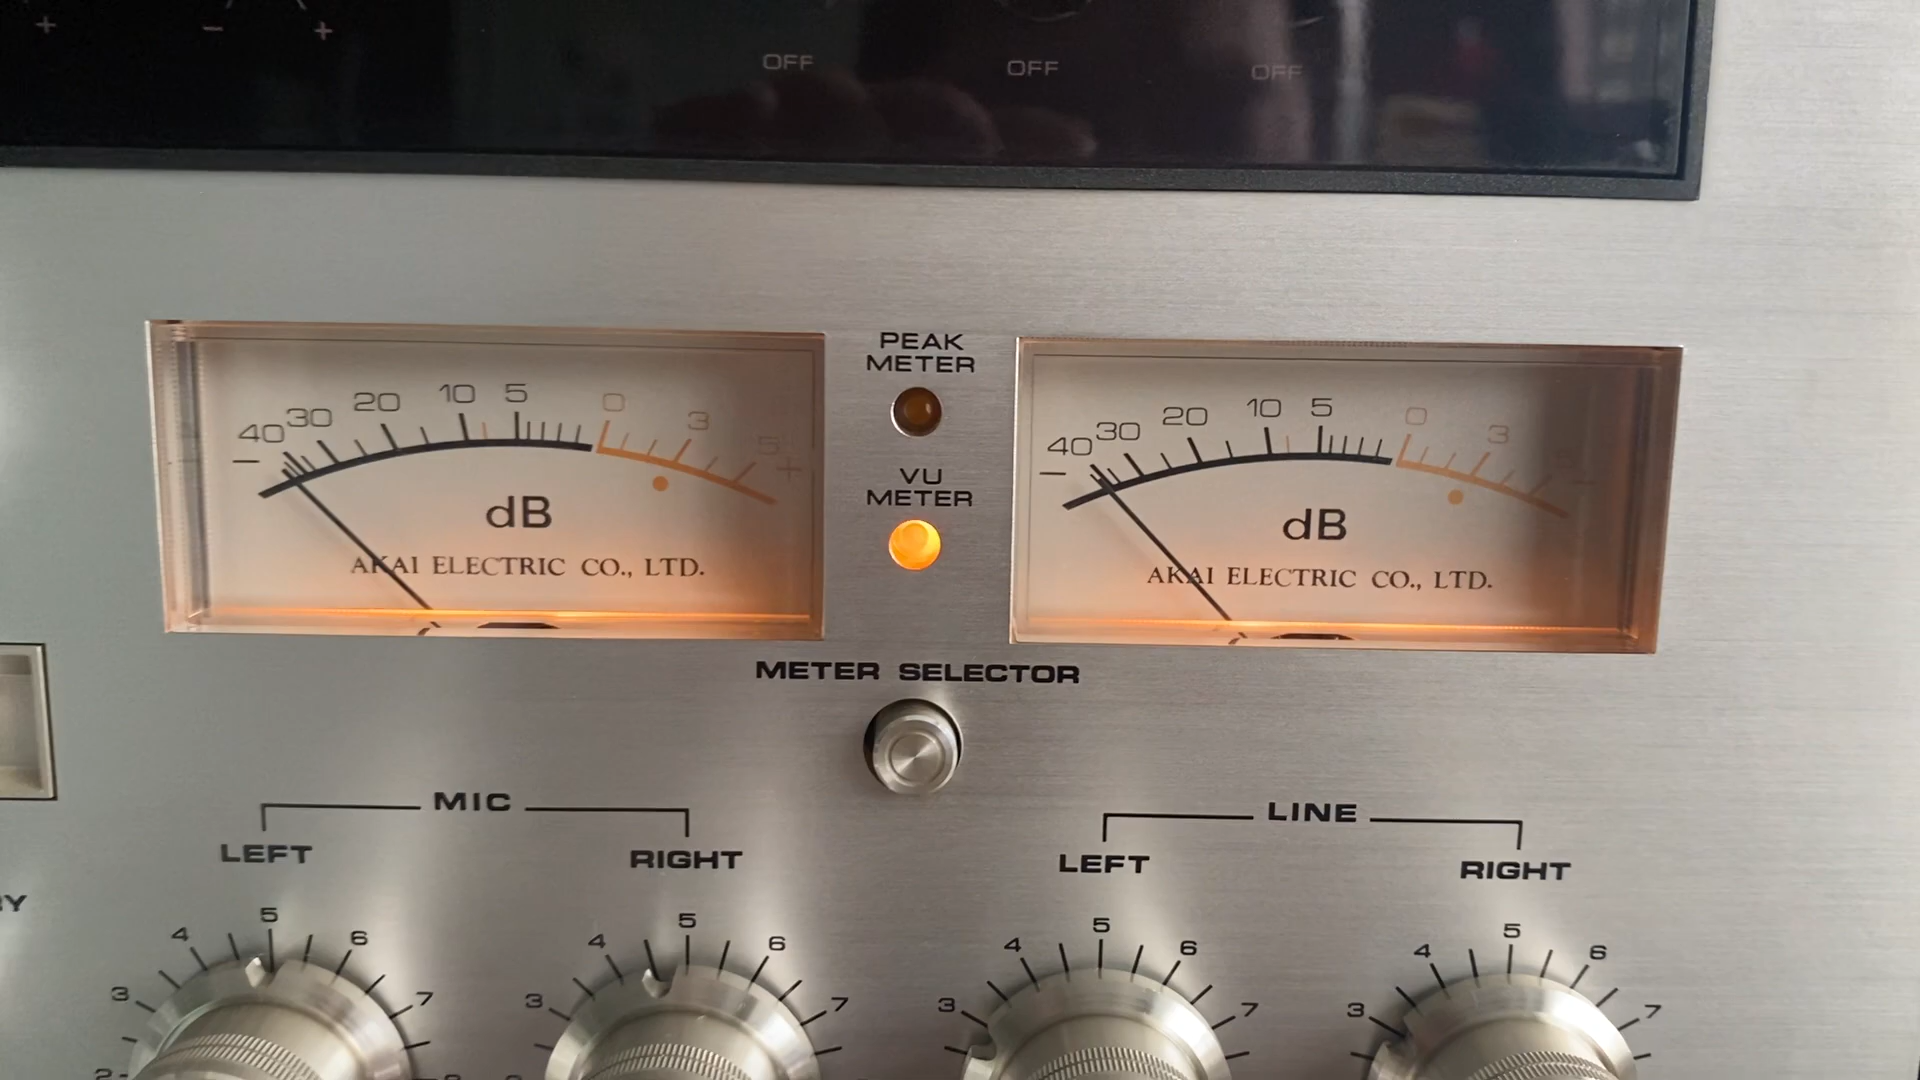 + − +
OFF OFF OFF
PEAK
METER
40 30 20 10 5 0 3 5
− +
dB
AKAI ELECTRIC CO., LTD.
VU
METER
40 30 20 10 5 0 3
−
dB
AKAI ELECTRIC CO., LTD.
METER SELECTOR
MIC
LEFT RIGHT
LINE
LEFT RIGHT
RY
2 3 4 5 6 7
3 4 5 6 7
3 4 5 6 7
3 4 5 6 7